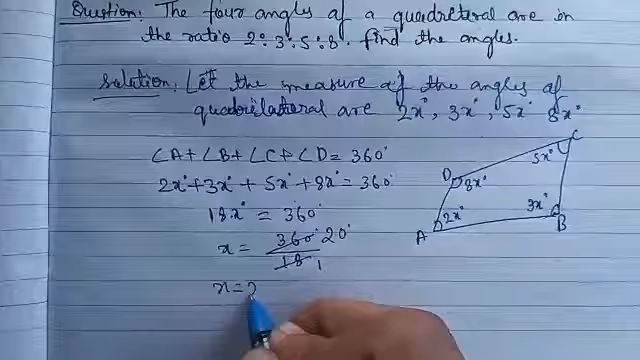 Question: The four angles of a quadriteral are in
the ratio 2:3:5:8. find the angles.
Solution: Let the measure of the angles of
quadrilateral are 2x°, 3x°, 5x° 8x°
∠A+∠B+∠C+∠D=360°
2x°+3x°+5x°+8x°=360°
18x°=360°
x= 360° 20°
18 1
x=2
C
5x°
D 8x°
3x°
2x°
A B